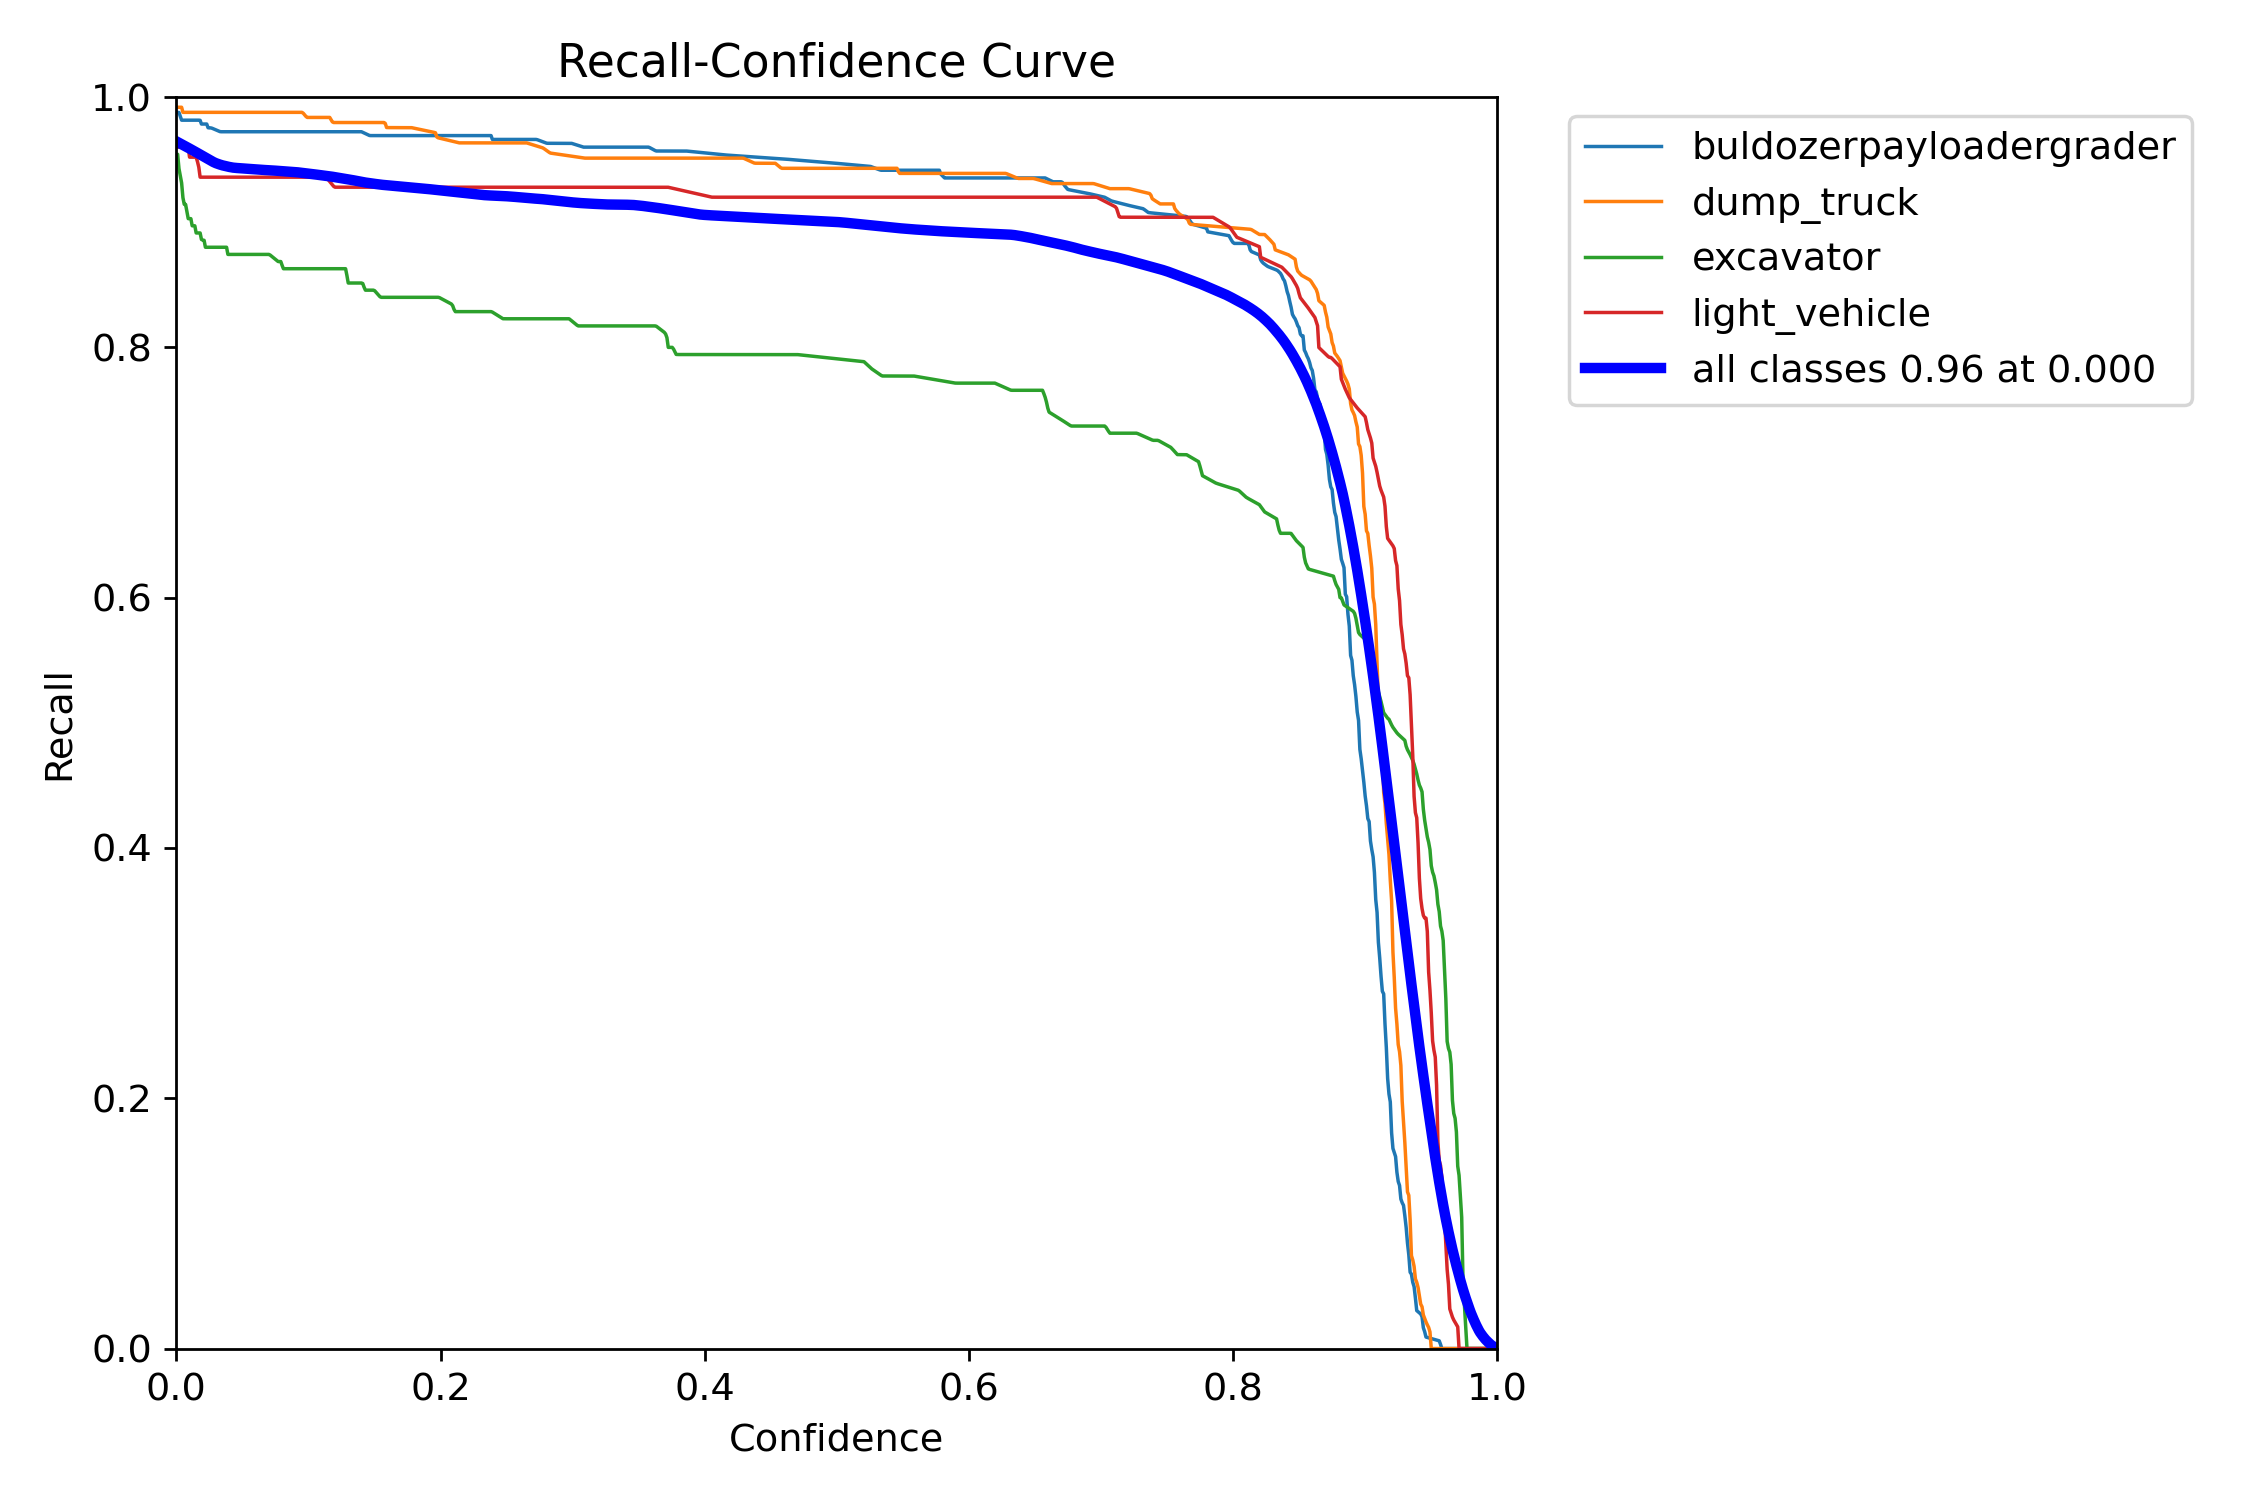 Recall-Confidence Curve
1.0
0.8
0.6
0.4
0.2
0.0
Recall
0.0 0.2 0.4 0.6 0.8 1.0
Confidence
buldozerpayloadergrader
dump_truck
excavator
light_vehicle
all classes 0.96 at 0.000